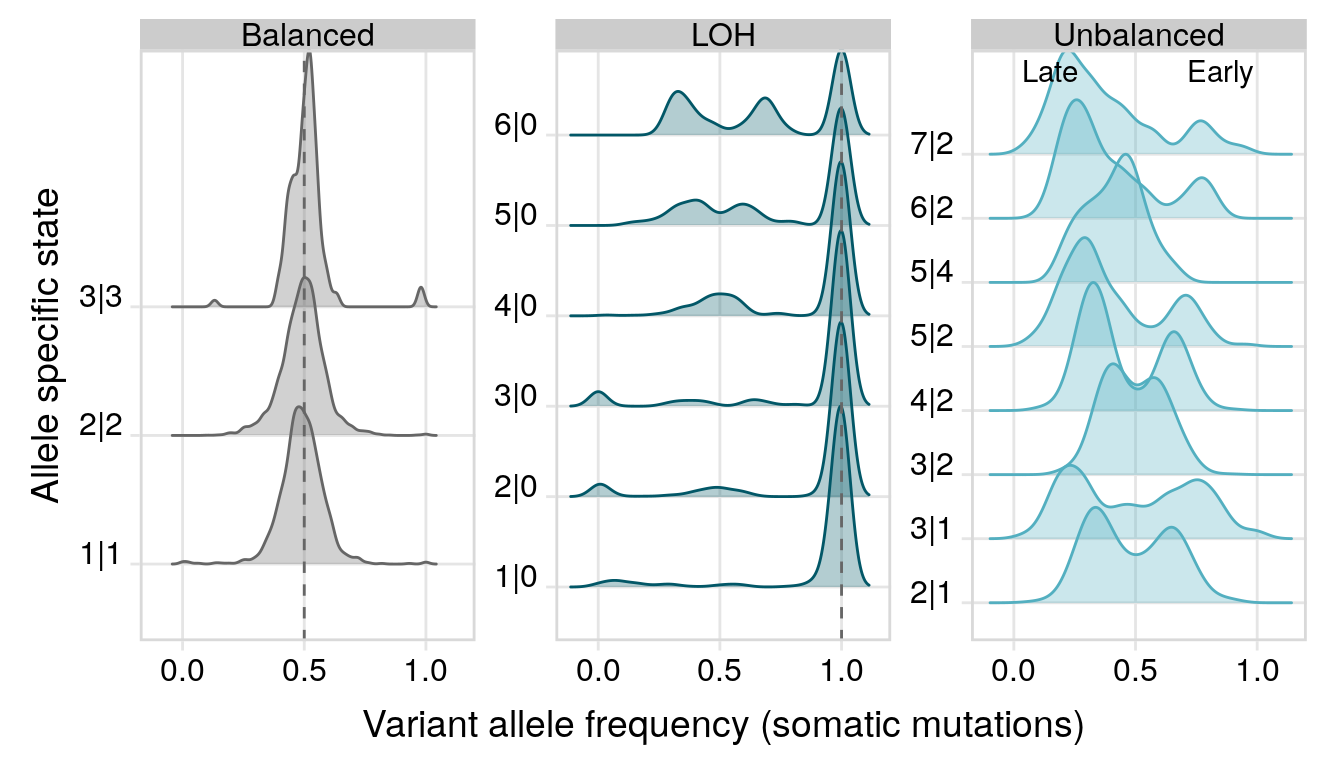 Balanced
LOH
Unbalanced
Late
Early
Allele specific state
3|3
2|2
1|1
6|0
5|0
4|0
3|0
2|0
1|0
7|2
6|2
5|4
5|2
4|2
3|2
3|1
2|1
0.0 0.5 1.0
0.0 0.5 1.0
0.0 0.5 1.0
Variant allele frequency (somatic mutations)